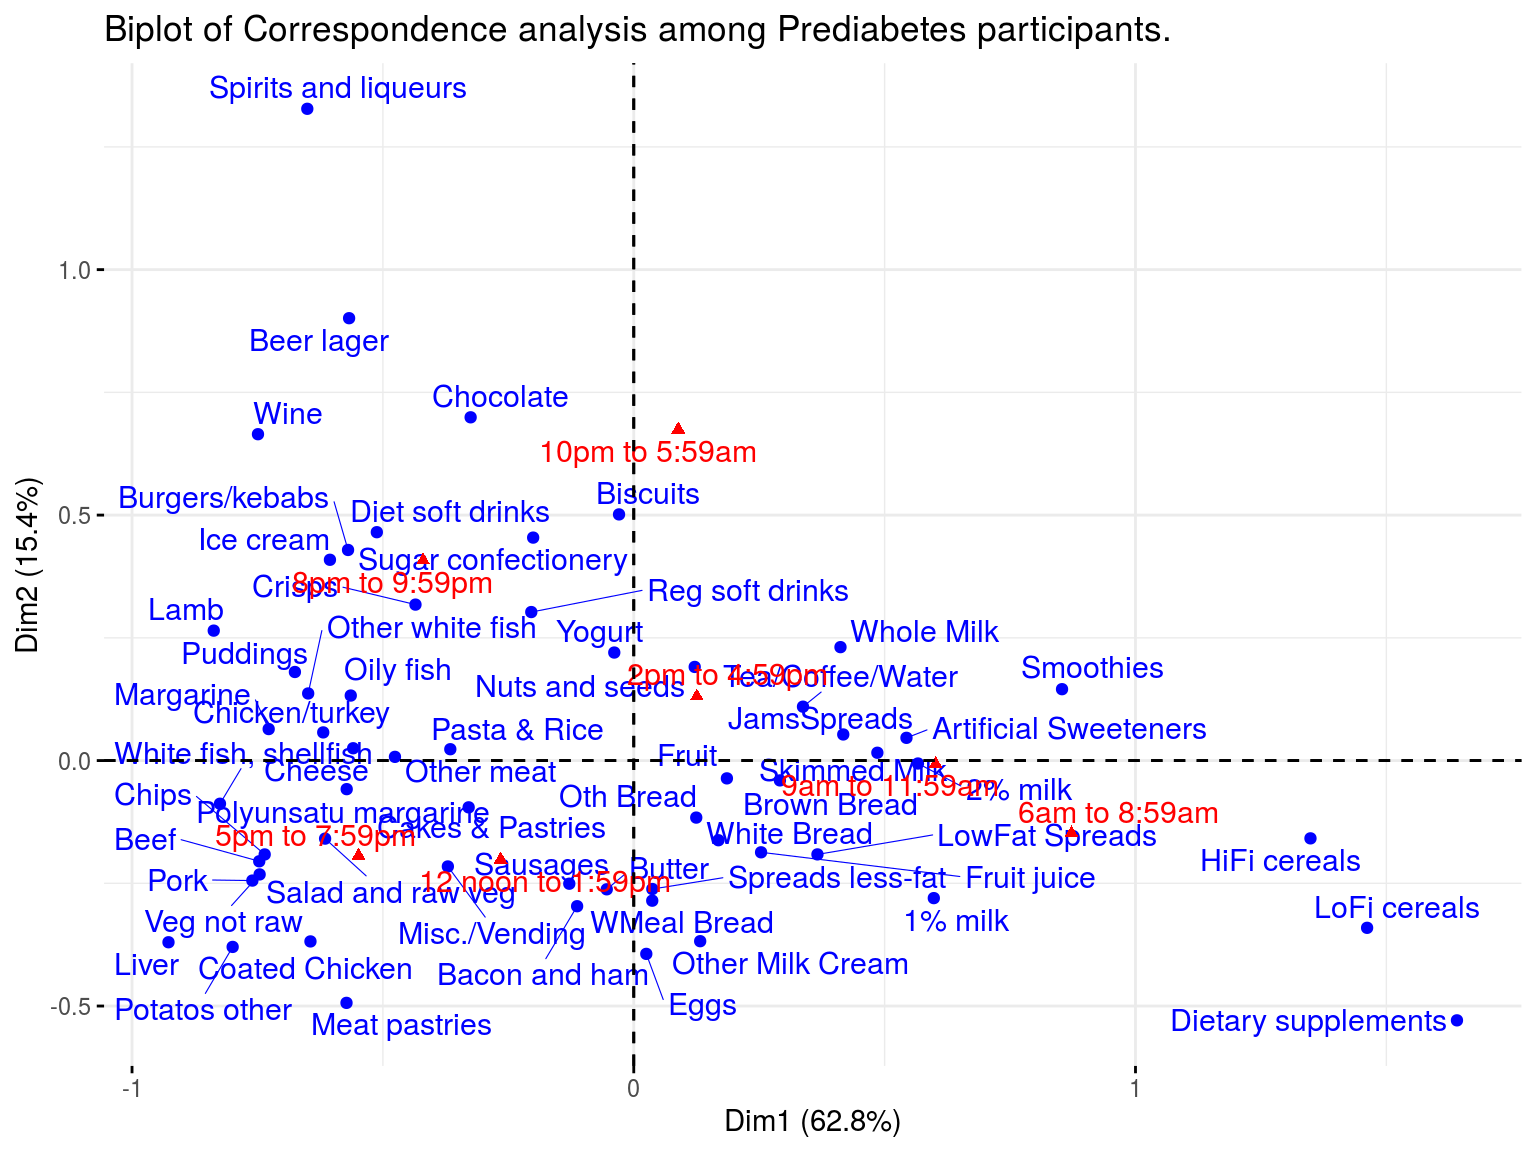 Biplot of Correspondence analysis among Prediabetes participants.
Spirits and liqueurs
1.0
Beer lager
Chocolate
Wine
10pm to 5:59am
Burgers/kebabs
Biscuits
Diet soft drinks
0.5
Ice cream
Sugar confectionery
8pm to 9:59pm
Crisps
Reg soft drinks
Lamb
Other white fish
Yogurt
Whole Milk
Puddings
Oily fish
Smoothies
2pm to 4:59pm
Tea/Coffee/Water
Nuts and seeds
Margarine
Chicken/turkey
JamsSpreads
Pasta & Rice
Artificial Sweeteners
White fish, shellfish
Fruit
0.0
Cheese
Other meat
Skimmed Milk
9am to 11:59am
2% milk
Chips
Oth Bread
Brown Bread
Polyunsatu margarine
6am to 8:59am
Cakes & Pastries
5pm to 7:59pm
White Bread
LowFat Spreads
Beef
HiFi cereals
Sausages
Butter
Pork
12 noon to 1:59pm
Spreads less-fat
Fruit juice
Salad and raw veg
LoFi cereals
Veg not raw
WMeal Bread
1% milk
Misc./Vending
Liver
Coated Chicken
Other Milk Cream
Bacon and ham
-0.5
Potatos other
Eggs
Meat pastries
Dietary supplements
-1
0
1
Dim1 (62.8%)
Dim2 (15.4%)